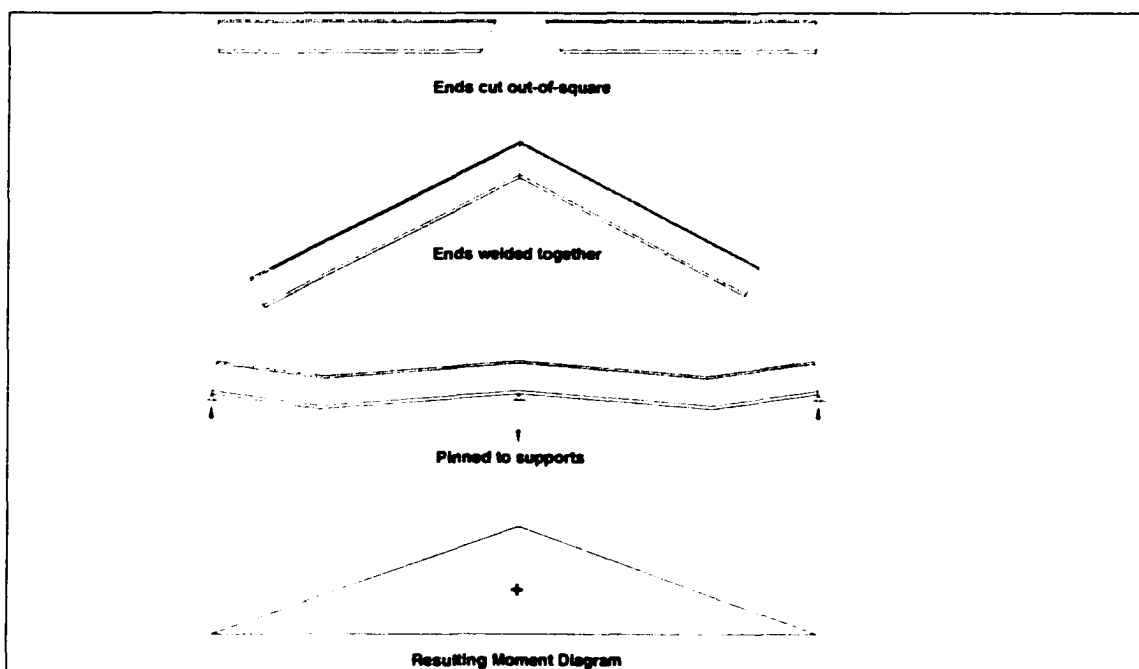 Ends cut out-of-square
Ends welded together
Pinned to supports
+
Resulting Moment Diagram